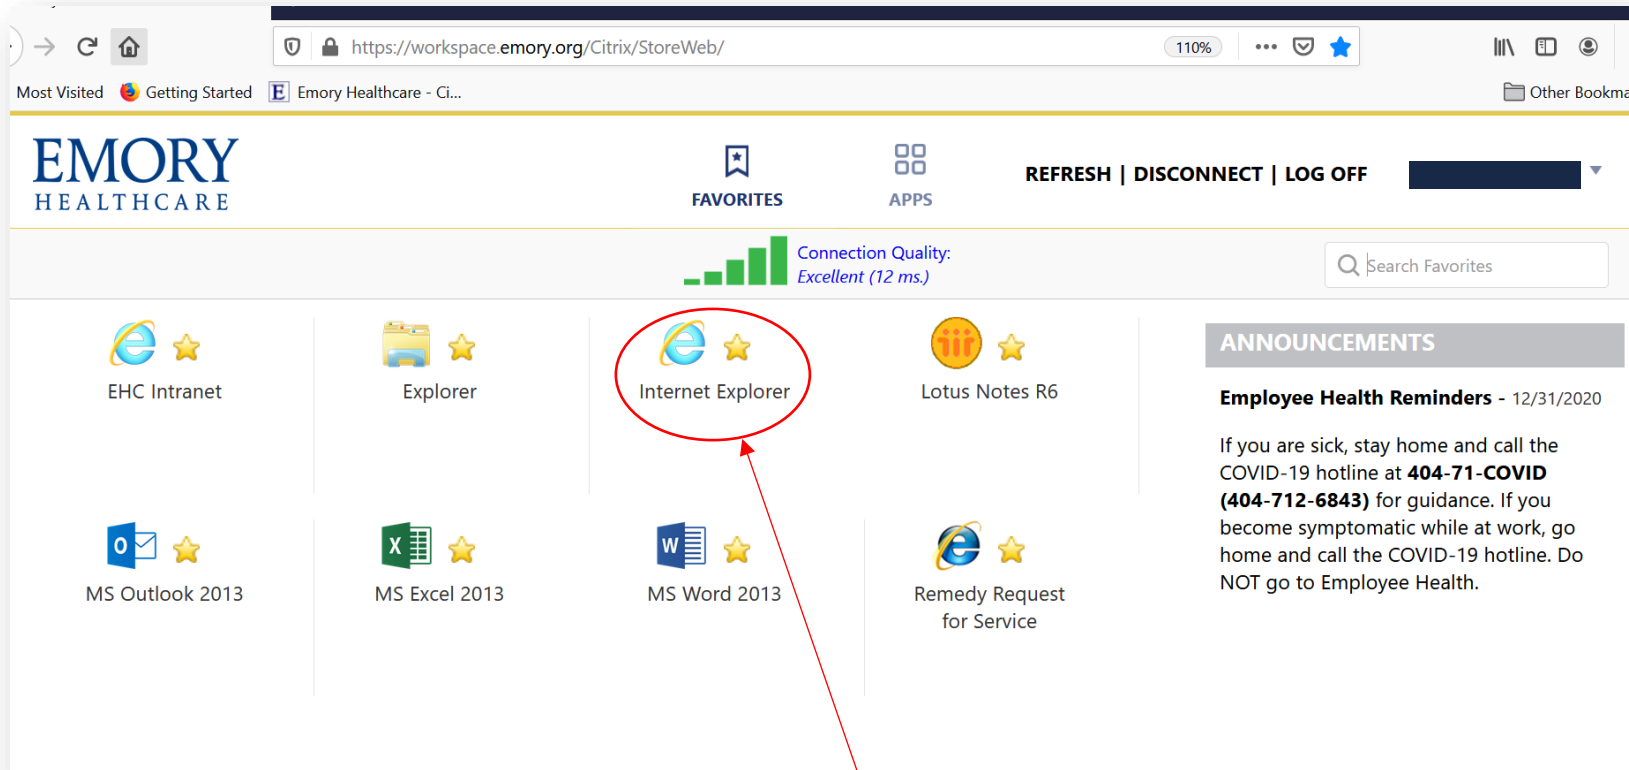 https://workspace.emory.org/Citrix/StoreWeb/
110%
Most Visited
Getting Started
E
Emory Healthcare - Ci...
Other Bookma
EMORY
HEALTHCARE
FAVORITES
APPS
REFRESH | DISCONNECT | LOG OFF
Connection Quality:
Excellent (12 ms.)
Search Favorites
EHC Intranet
Explorer
Internet Explorer
Lotus Notes R6
MS Outlook 2013
MS Excel 2013
MS Word 2013
Remedy Request
for Service
ANNOUNCEMENTS
Employee Health Reminders - 12/31/2020
If you are sick, stay home and call the
COVID-19 hotline at 404-71-COVID
(404-712-6843) for guidance. If you
become symptomatic while at work, go
home and call the COVID-19 hotline. Do
NOT go to Employee Health.